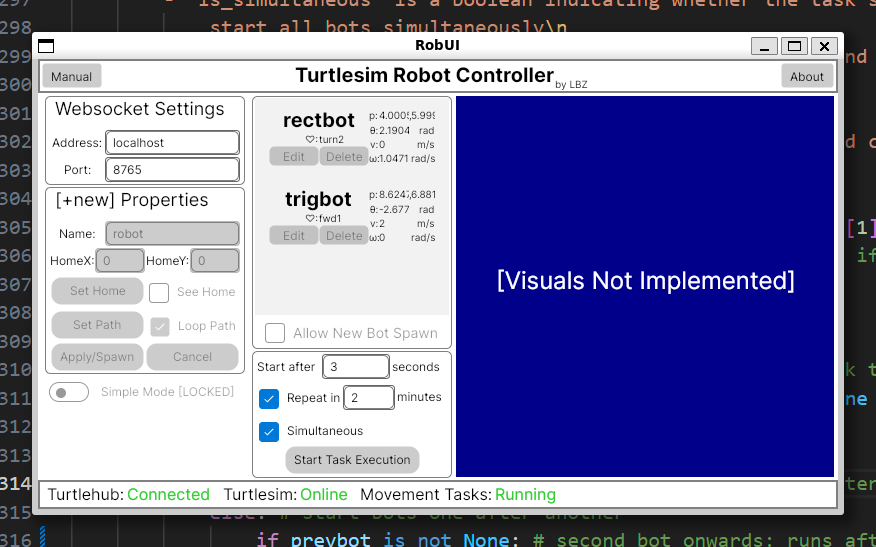 297 `is_simultaneous` is a boolean indicating whether the task s
298 start all bots simultaneously\n
299
RobUI
nd
300
Manual
Turtlesim Robot Controller
by LBZ
About
301
Websocket Settings
Address: localhost
Port: 8765
302
d c
303
304
305
[1]
306
if
307
308
309
310
k t
311
ne
312
313
314
ter
315 else: # start bots one after another
316 if prevbot is not None: # second bot onwards: runs aft
[+new] Properties
Name: robot
HomeX: 0 HomeY: 0
Set Home See Home
Set Path Loop Path
Apply/Spawn Cancel
Simple Mode [LOCKED]
rectbot
♡:turn2
Edit Delete
p:4.0005,5.999
θ:2.1904 rad
v:0 m/s
ω:1.0471 rad/s
trigbot
♡:fwd1
Edit Delete
p:8.6247,6.881
θ:-2.677 rad
v:2 m/s
ω:0 rad/s
Allow New Bot Spawn
Start after 3 seconds
Repeat in 2 minutes
Simultaneous
Start Task Execution
[Visuals Not Implemented]
Turtlehub: Connected Turtlesim: Online Movement Tasks: Running